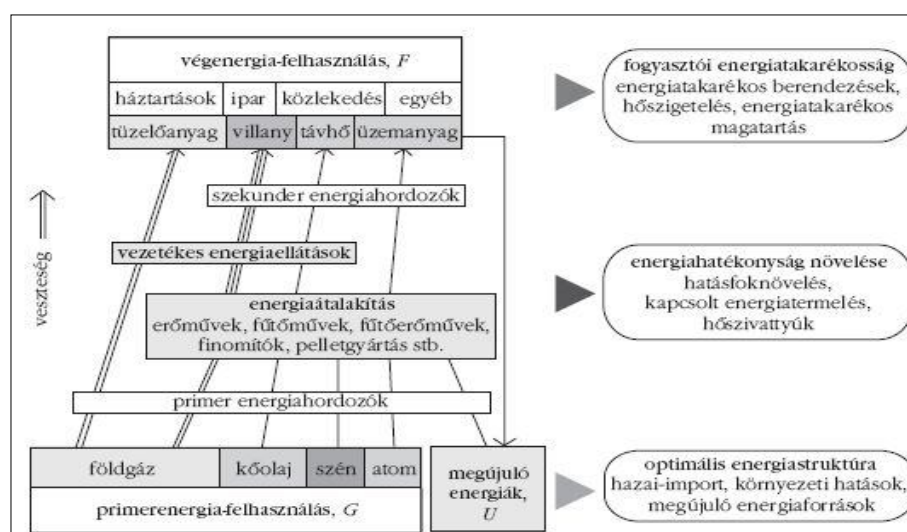 végenergia-felhasználás, F
háztartások ipar közlekedés egyéb
tüzelőanyag villany távhő üzemanyag
szekunder energiahordozók
vezetékes energiaellátások
energiaátalakítás
erőművek, fűtőművek, fűtőerőművek,
finomítók, pelletgyártás stb.
primer energiahordozók
földgáz kőolaj szén atom
primerenergia-felhasználás, G
megújuló
energiák,
U
veszteség
fogyasztói energiatakarékosság
energiatakarékos berendezések,
hőszigetelés, energiatakarékos
magatartás
energiahatékonyság növelése
hatásfoknövelés,
kapcsolt energiatermelés,
hőszivattyúk
optimális energiastruktúra
hazai-import, környezeti hatások,
megújuló energiaforrások